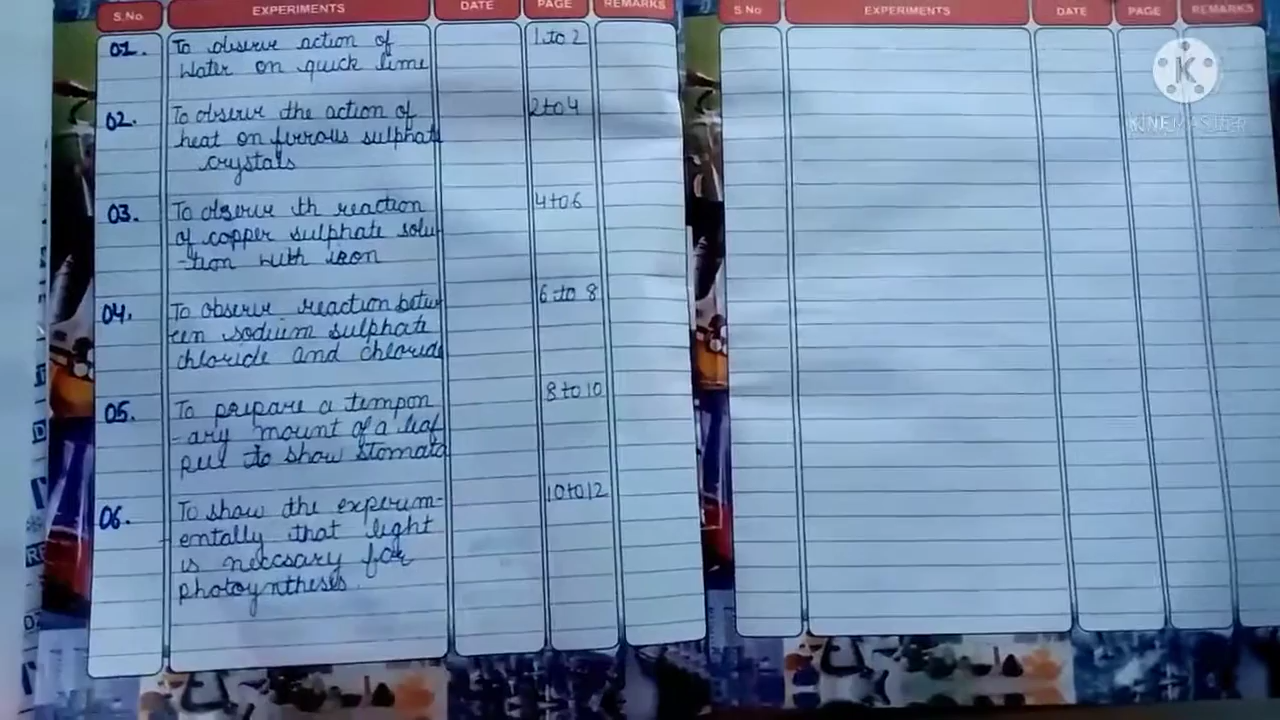 S.No EXPERIMENTS DATE PAGE REMARKS
01. To observe action of 1 to 2
water on quick lime
02. To observe the action of 2 to 4
heat on ferrous sulphate
crystals
03. To observe th reaction 4 to 6
of copper sulphate solu
-tion with iron
04. To observe reaction betw 6 to 8
een sodium sulphate
chloride and chloride
05. To prepare a tempor 8 to 10
-ary mount of a leaf
peel to show stomata
06. To show the experim- 10 to 12
entally that light
is neccsary for
photoyntheses.
S.No EXPERIMENTS DATE PAGE REMARKS
K
KINEMASTER